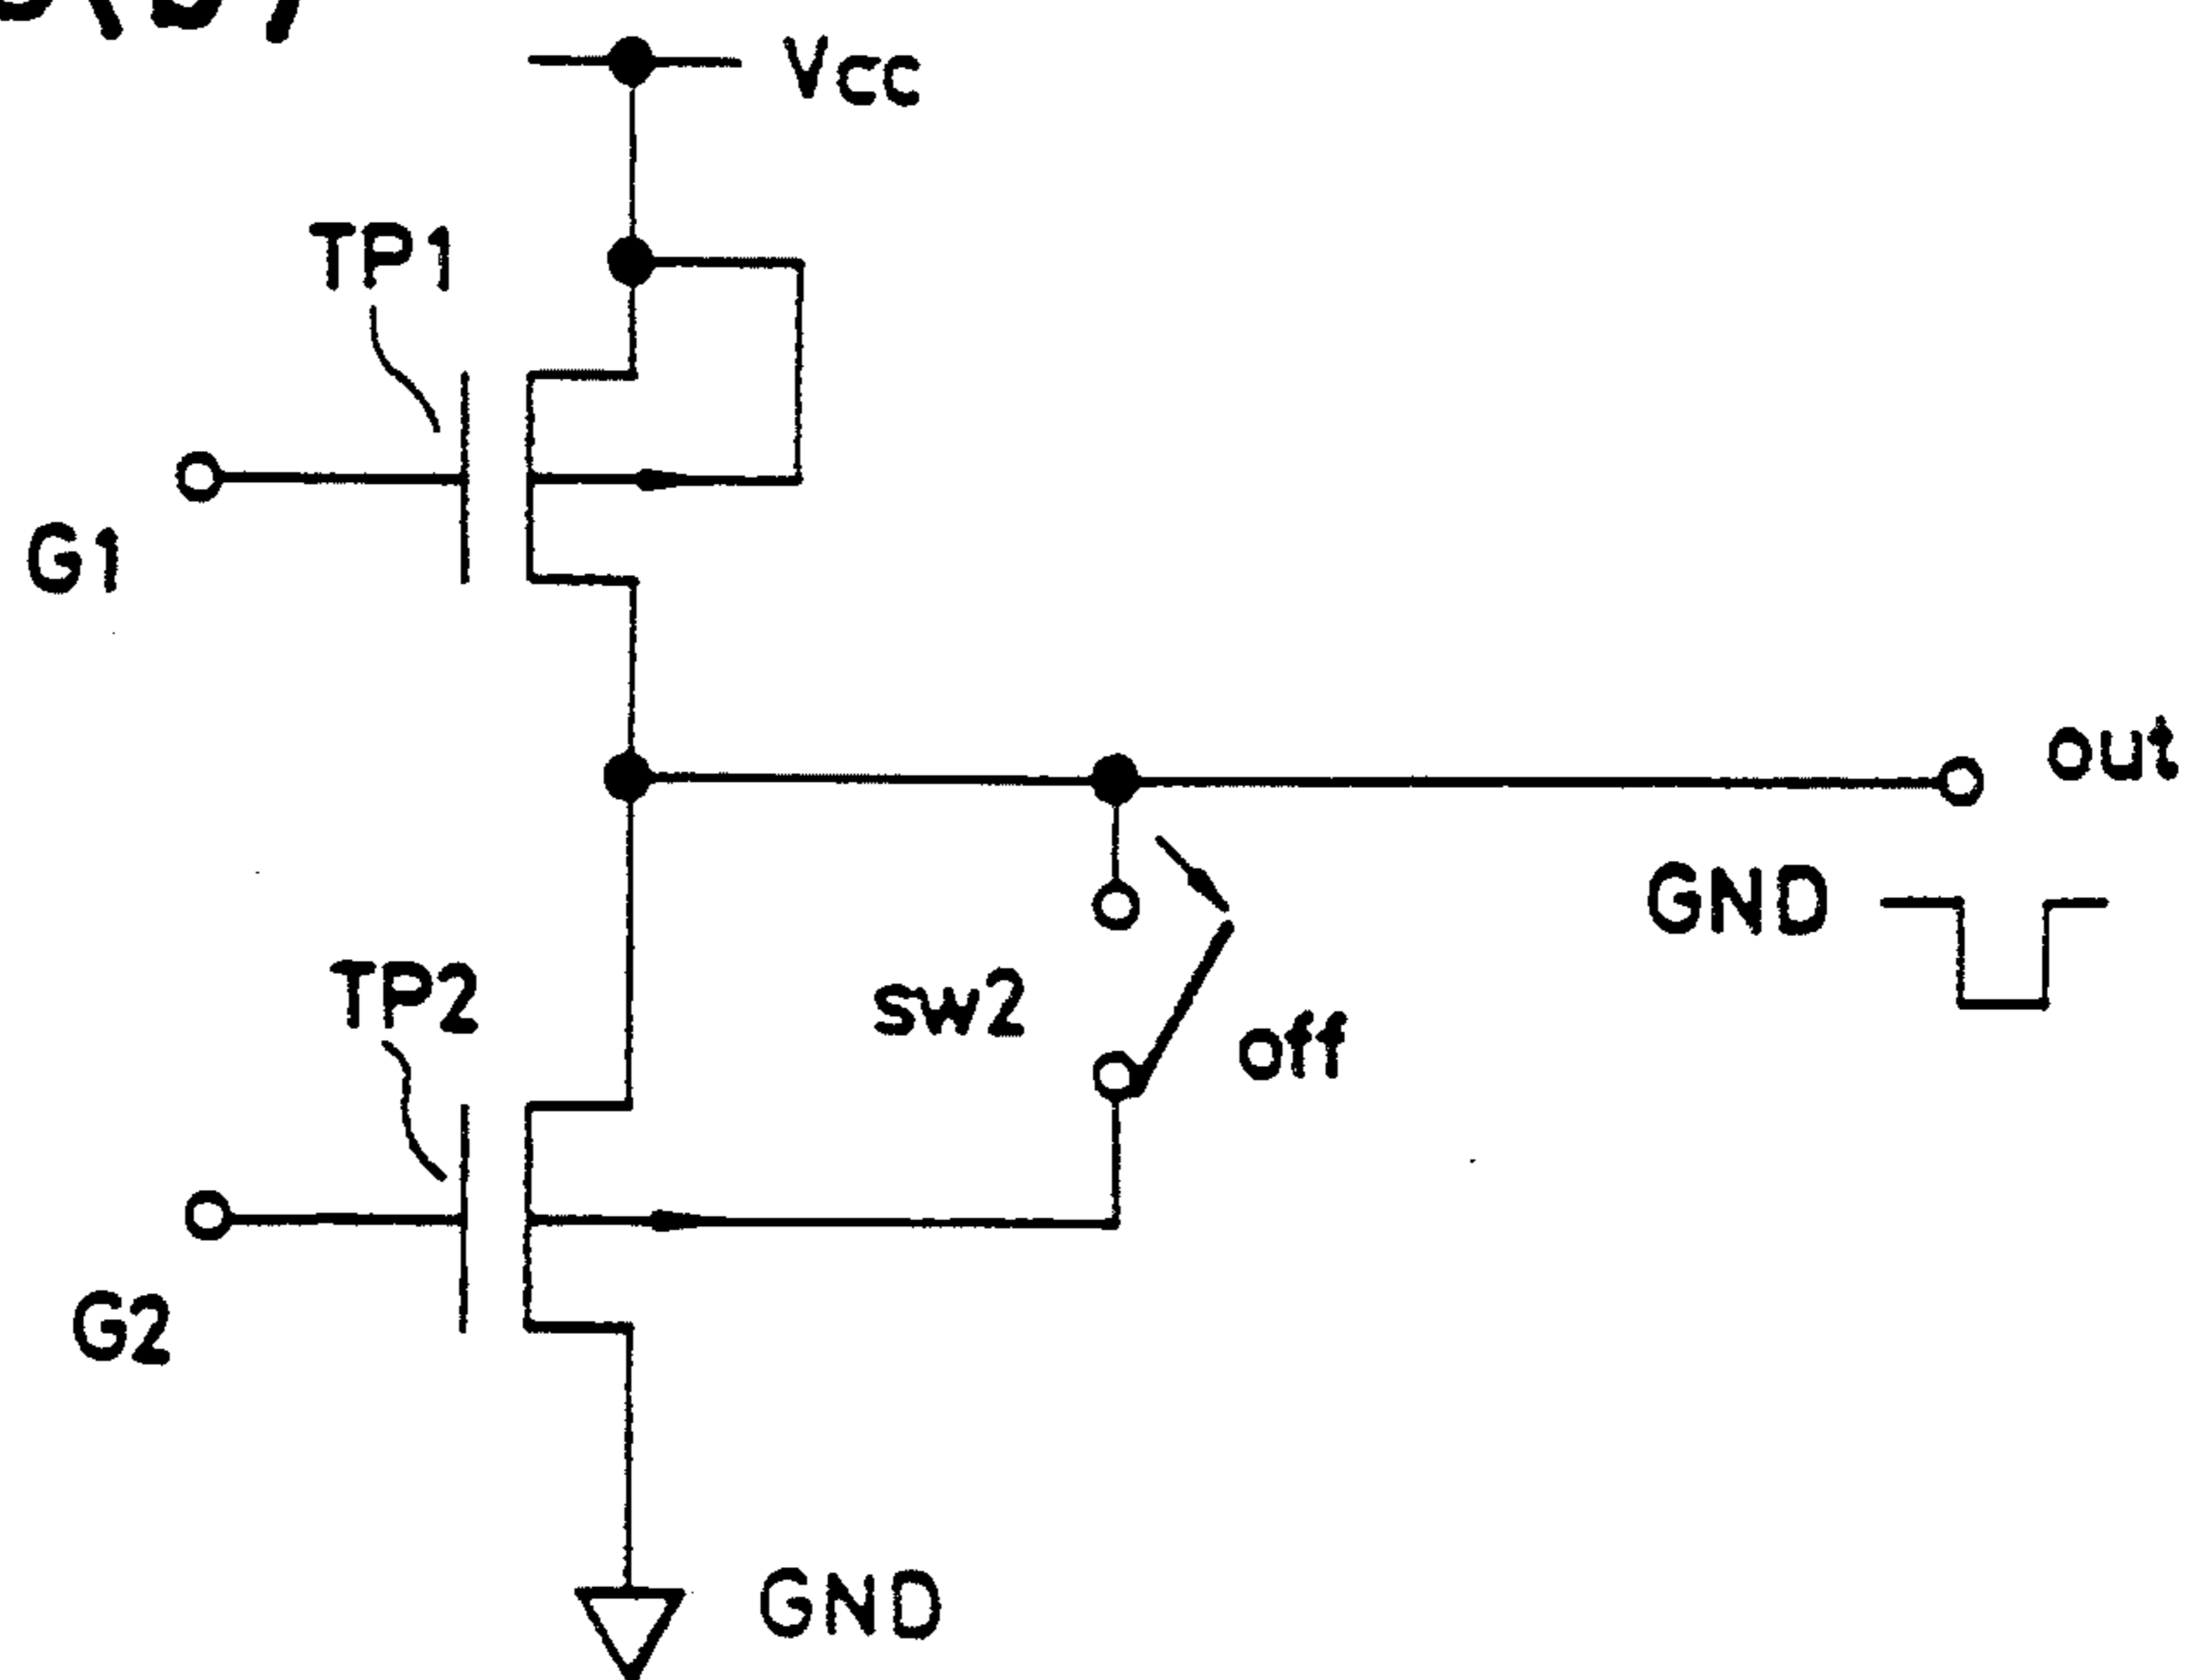 Vcc
TP1
G1
out
GND
TP2
sw2
off
G2
GND